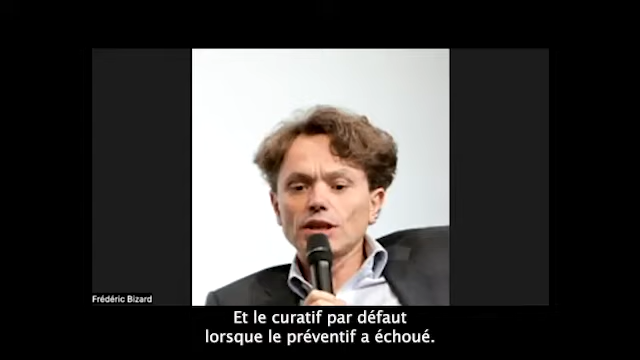 Frédéric Bizard
Et le curatif par défaut
lorsque le préventif a échoué.